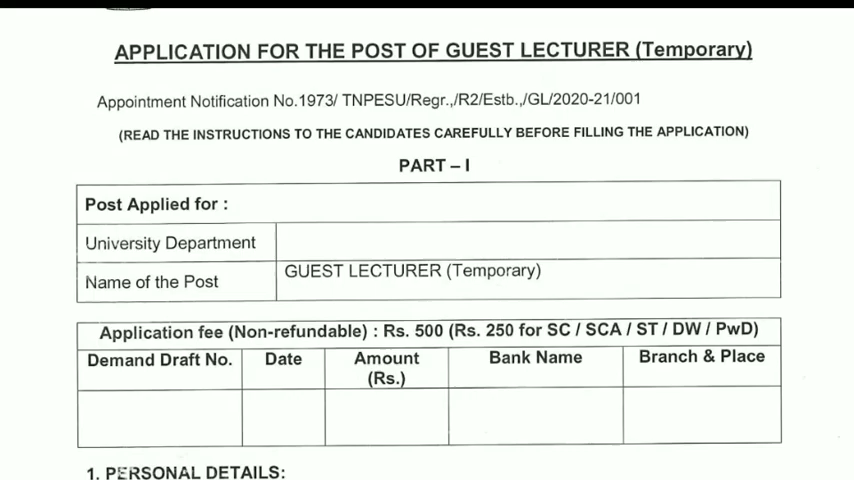 APPLICATION FOR THE POST OF GUEST LECTURER (Temporary)
Appointment Notification No.1973/ TNPESU/Regr.,/R2/Estb.,/GL/2020-21/001
(READ THE INSTRUCTIONS TO THE CANDIDATES CAREFULLY BEFORE FILLING THE APPLICATION)
PART – I
Post Applied for :
University Department
Name of the Post
GUEST LECTURER (Temporary)
Application fee (Non-refundable) : Rs. 500 (Rs. 250 for SC / SCA / ST / DW / PwD)
Demand Draft No.
Date
Amount
(Rs.)
Bank Name
Branch & Place
1. PERSONAL DETAILS: